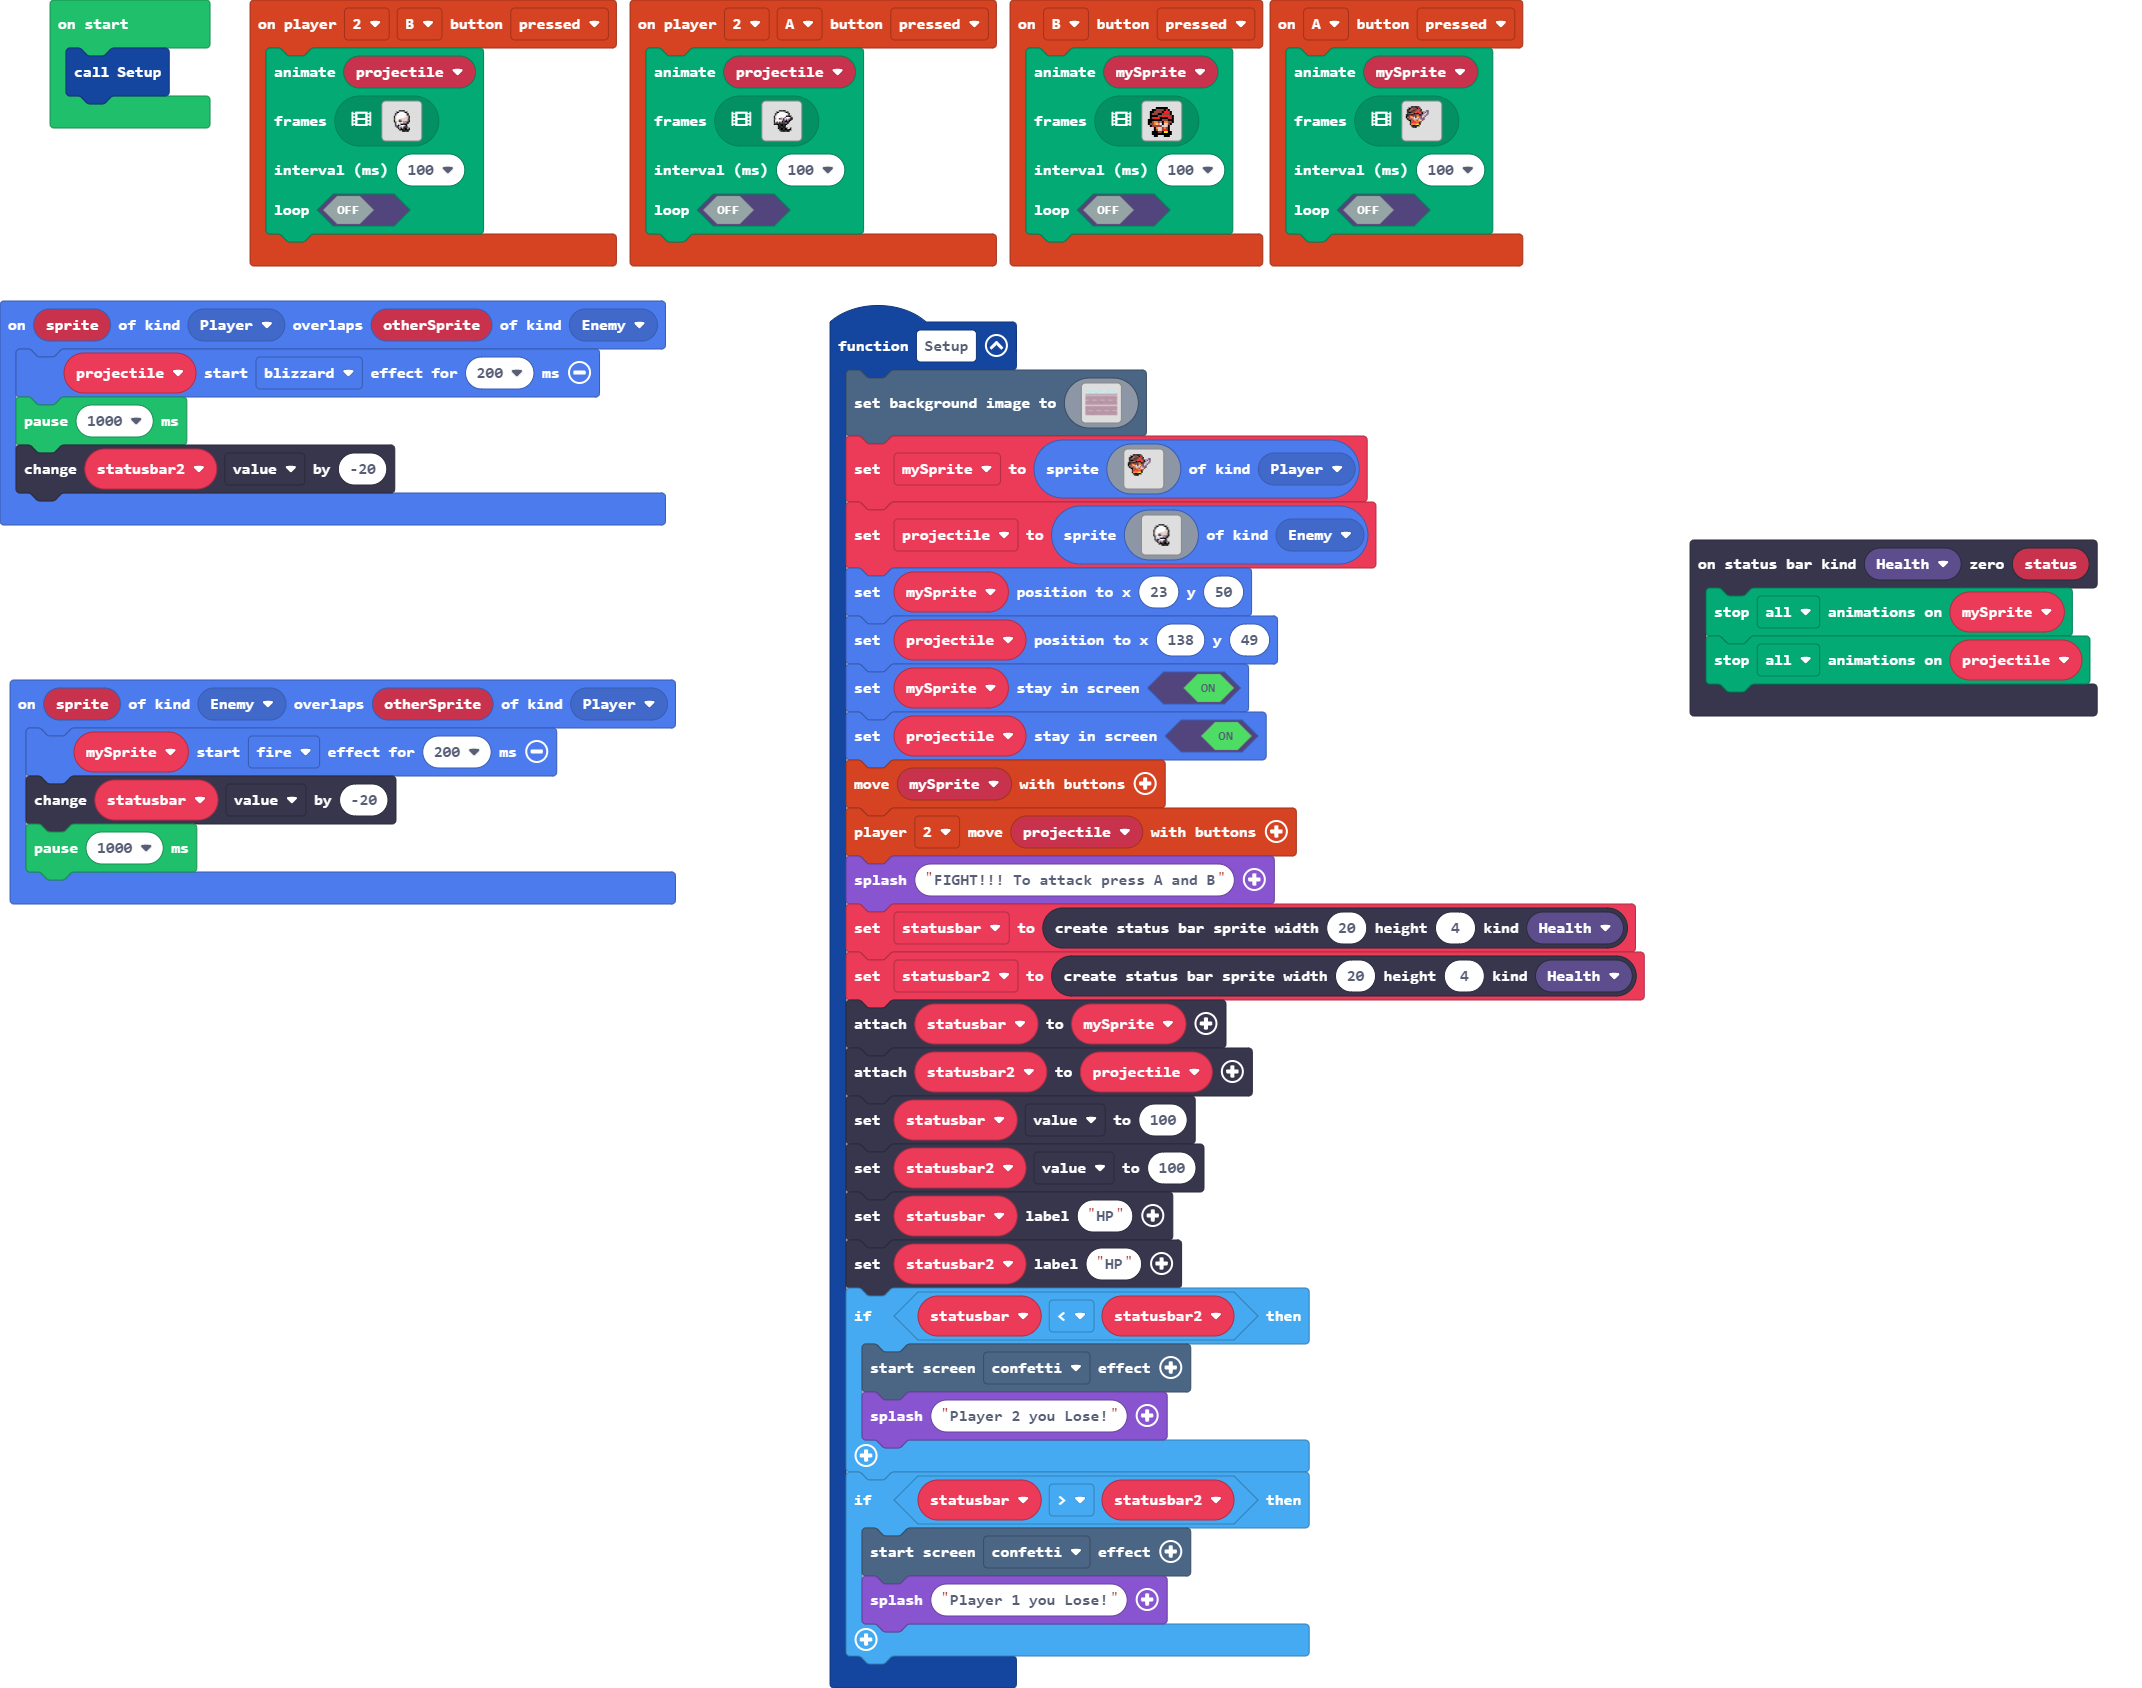 on start
call Setup
on player 2 B button pressed
animate projectile
frames
interval (ms) 100
loop OFF
on player 2 A button pressed
animate projectile
frames
interval (ms) 100
loop OFF
on B button pressed
animate mySprite
frames
interval (ms) 100
loop OFF
on A button pressed
animate mySprite
frames
interval (ms) 100
loop OFF
on sprite of kind Player overlaps otherSprite of kind Enemy
projectile start blizzard effect for 200 ms
pause 1000 ms
change statusbar2 value by -20
on sprite of kind Enemy overlaps otherSprite of kind Player
mySprite start fire effect for 200 ms
change statusbar value by -20
pause 1000 ms
function Setup
set background image to
set mySprite to sprite of kind Player
set projectile to sprite of kind Enemy
set mySprite position to x 23 y 50
set projectile position to x 138 y 49
set mySprite stay in screen ON
set projectile stay in screen ON
move mySprite with buttons
player 2 move projectile with buttons
splash "FIGHT!!! To attack press A and B"
set statusbar to create status bar sprite width 20 height 4 kind Health
set statusbar2 to create status bar sprite width 20 height 4 kind Health
attach statusbar to mySprite
attach statusbar2 to projectile
set statusbar value to 100
set statusbar2 value to 100
set statusbar label "HP"
set statusbar2 label "HP"
if statusbar < statusbar2 then
start screen confetti effect
splash "Player 2 you Lose!"
if statusbar > statusbar2 then
start screen confetti effect
splash "Player 1 you Lose!"
on status bar kind Health zero status
stop all animations on mySprite
stop all animations on projectile